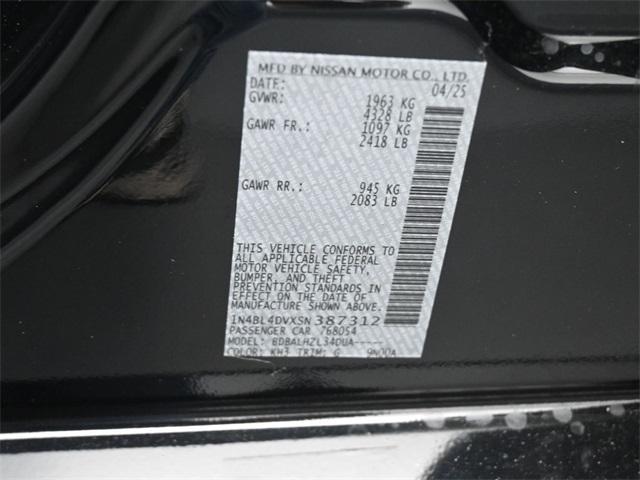 MFD BY NISSAN MOTOR CO., LTD.
DATE: 04/25
GVWR: 1963 KG
4328 LB
GAWR FR.: 1097 KG
2418 LB
GAWR RR.: 945 KG
2083 LB
THIS VEHICLE CONFORMS TO
ALL APPLICABLE FEDERAL
MOTOR VEHICLE SAFETY,
BUMPER, AND THEFT
PREVENTION STANDARDS IN
EFFECT ON THE DATE OF
MANUFACTURE SHOWN ABOVE.
1N4BL4DVXSN387312
PASSENGER CAR 768054
MODEL: BDBALHZL34DUA-----
COLOR: KH3 TRIM: G 9N00A